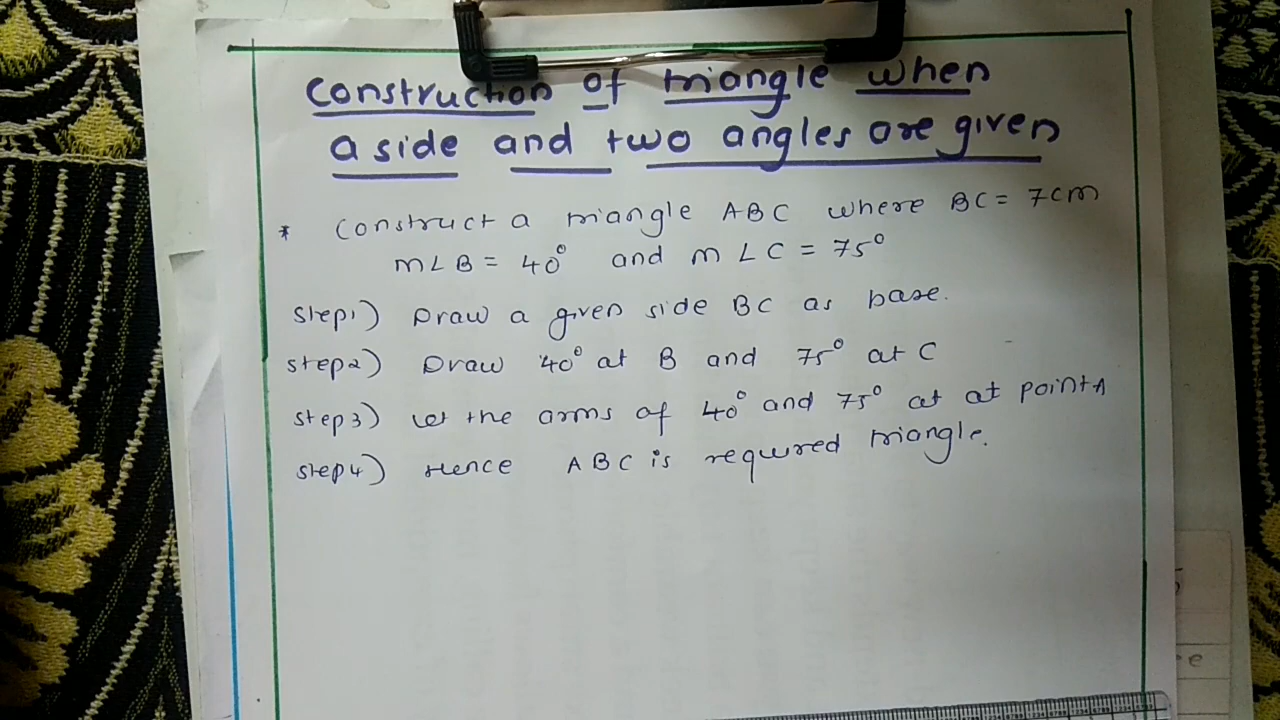 Construction of triangle when
a side and two angles are given
* Construct a triangle ABC where BC = 7cm
m∠B = 40° and m∠C = 75°
Step1) Draw a given side BC as base.
Step2) Draw 40° at B and 75° at C
Step3) Let the arms of 40° and 75° at at point A
Step4) Hence ABC is required triangle.